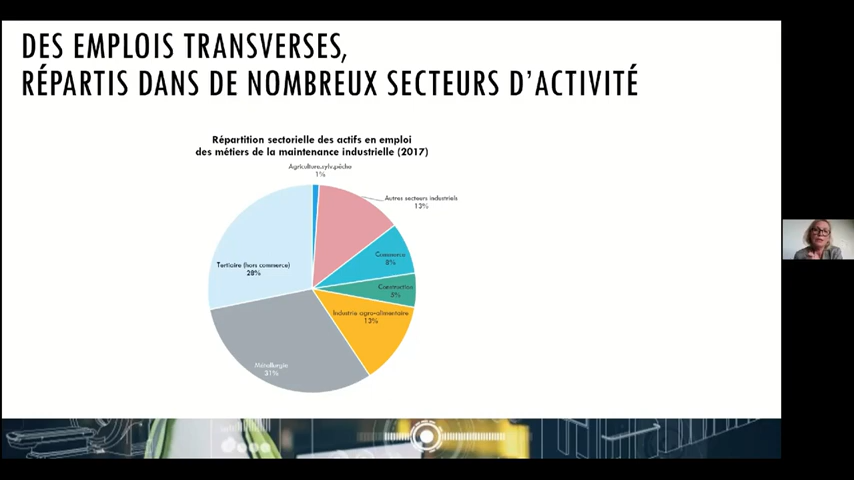 DES EMPLOIS TRANSVERSES,
RÉPARTIS DANS DE NOMBREUX SECTEURS D'ACTIVITÉ
Répartition sectorielle des actifs en emploi
des métiers de la maintenance industrielle (2017)
Agriculture,sylv,pêche
1%
Autres secteurs industriels
13%
Commerce
8%
Construction
5%
Tertiaire (hors commerce)
28%
Industrie agro-alimentaire
13%
Métallurgie
31%